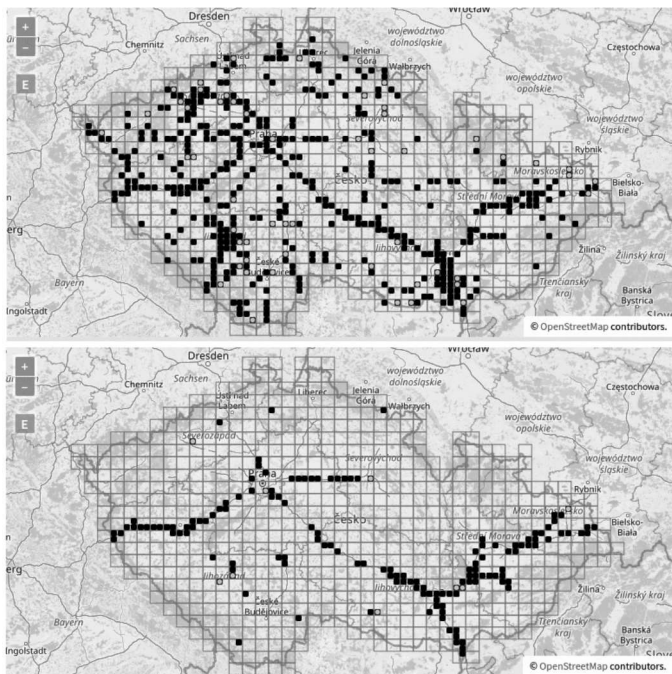 +
−
E
Dresden
Sachsen
Chemnitz
Liberec
Jelenia
Góra
Wałbrzych
Wrocław
województwo
dolnośląskie
Częstochowa
województwo
opolskie
województwo
śląskie
Severovýchod
Praha
Česko
Rybnik
Moravskoslezsko
Bielsko-
Biała
Střední Morava
Jihovýchod
České
Budějovice
Žilina
Žilinský kraj
Trenčiansky
kraj
Banská
Bystrica
Bayern
Ingolstadt
© OpenStreetMap contributors.
+
−
E
Dresden
Sachsen
Chemnitz
Ústí nad
Labem
Liberec
Jelenia
Góra
Wałbrzych
Wrocław
województwo
dolnośląskie
Częstochowa
województwo
opolskie
województwo
śląskie
Severozápad
Severovýchod
Praha
Česko
Rybnik
Moravskoslezsko
Bielsko-
Biała
Střední Morava
Jihozápad
Jihovýchod
České
Budějovice
Žilina
Žilinský kraj
Trenčiansky
kraj
Banská
Bystrica
Bayern
Ingolstadt
© OpenStreetMap contributors.